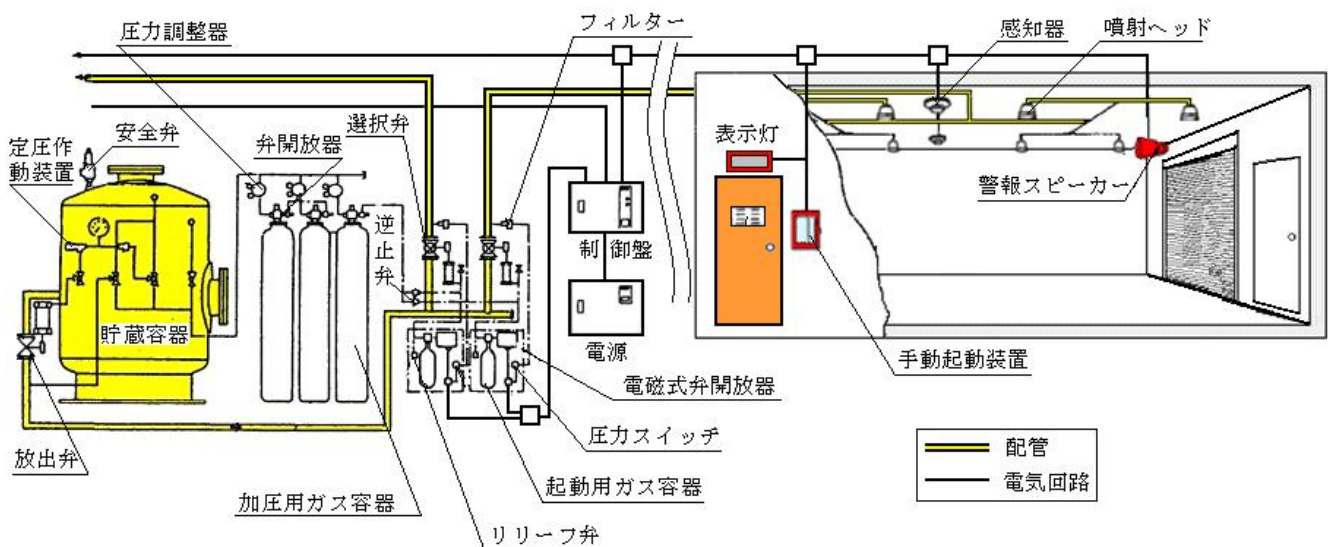 圧力調整器
フィルター
感知器
噴射ヘッド
定圧作
動装置
安全弁
弁開放器
選択弁
表示灯
警報スピーカー
逆止弁
制御盤
貯蔵容器
電源
手動起動装置
電磁式弁開放器
圧力スイッチ
放出弁
加圧用ガス容器
起動用ガス容器
リリーフ弁
配管
電気回路